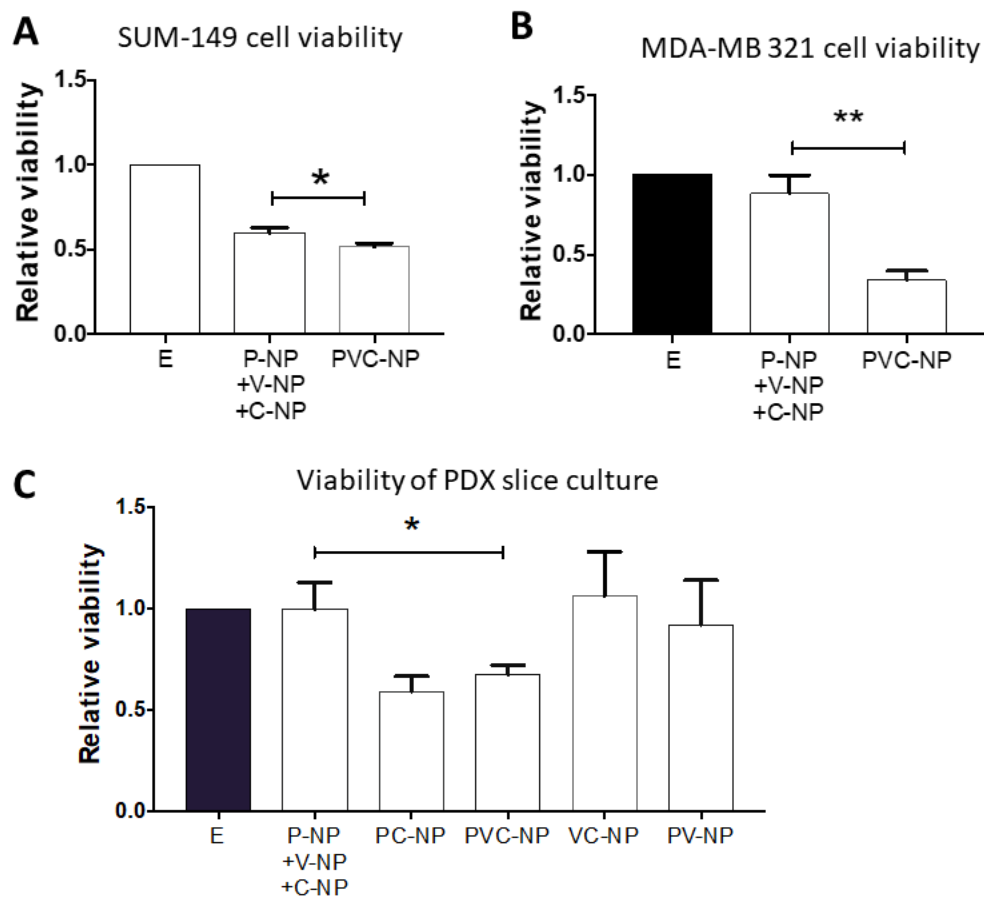 A
SUM-149 cell viability
Relative viability
1.5
1.0
0.5
0.0
*
E
P-NP
+V-NP
+C-NP
PVC-NP
B
MDA-MB 321 cell viability
Relative viability
1.5
1.0
0.5
0.0
**
E
P-NP
+V-NP
+C-NP
PVC-NP
C
Viability of PDX slice culture
Relative viability
1.5
1.0
0.5
0.0
*
E
P-NP
+V-NP
+C-NP
PC-NP
PVC-NP
VC-NP
PV-NP